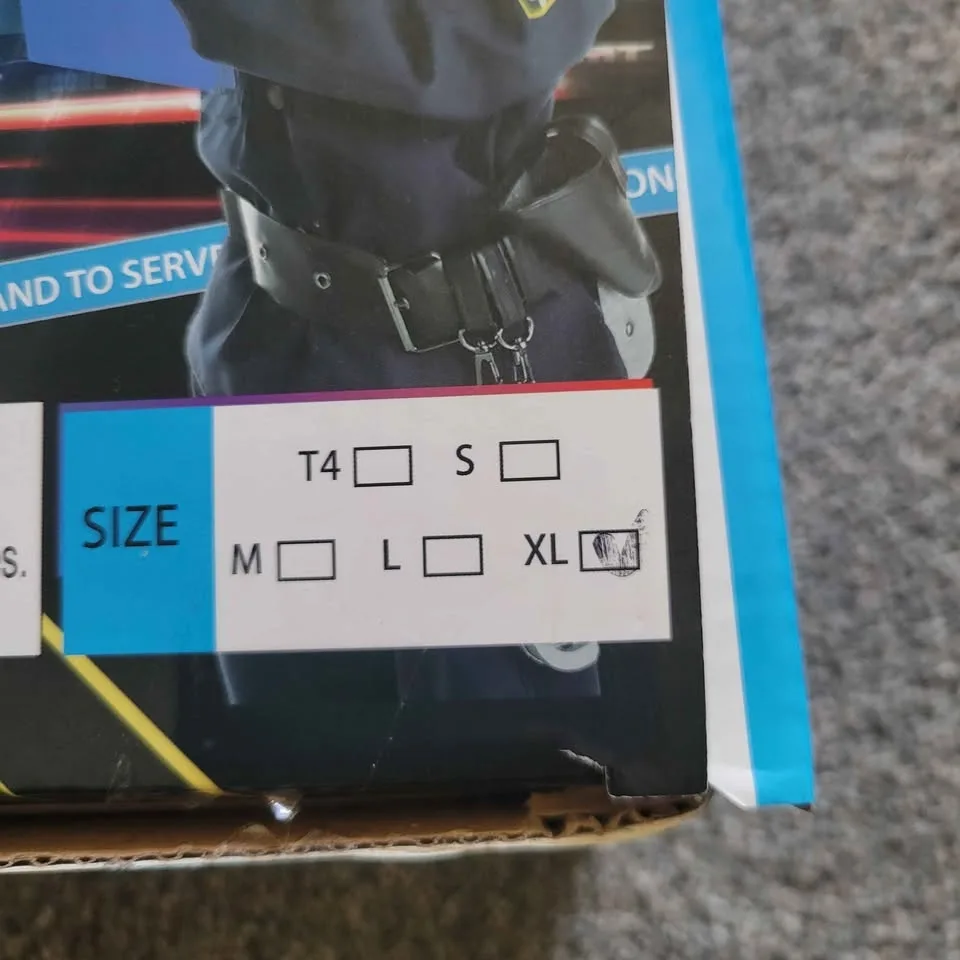 ON
AND TO SERVE
T4 S
SIZE
M L XL
S.